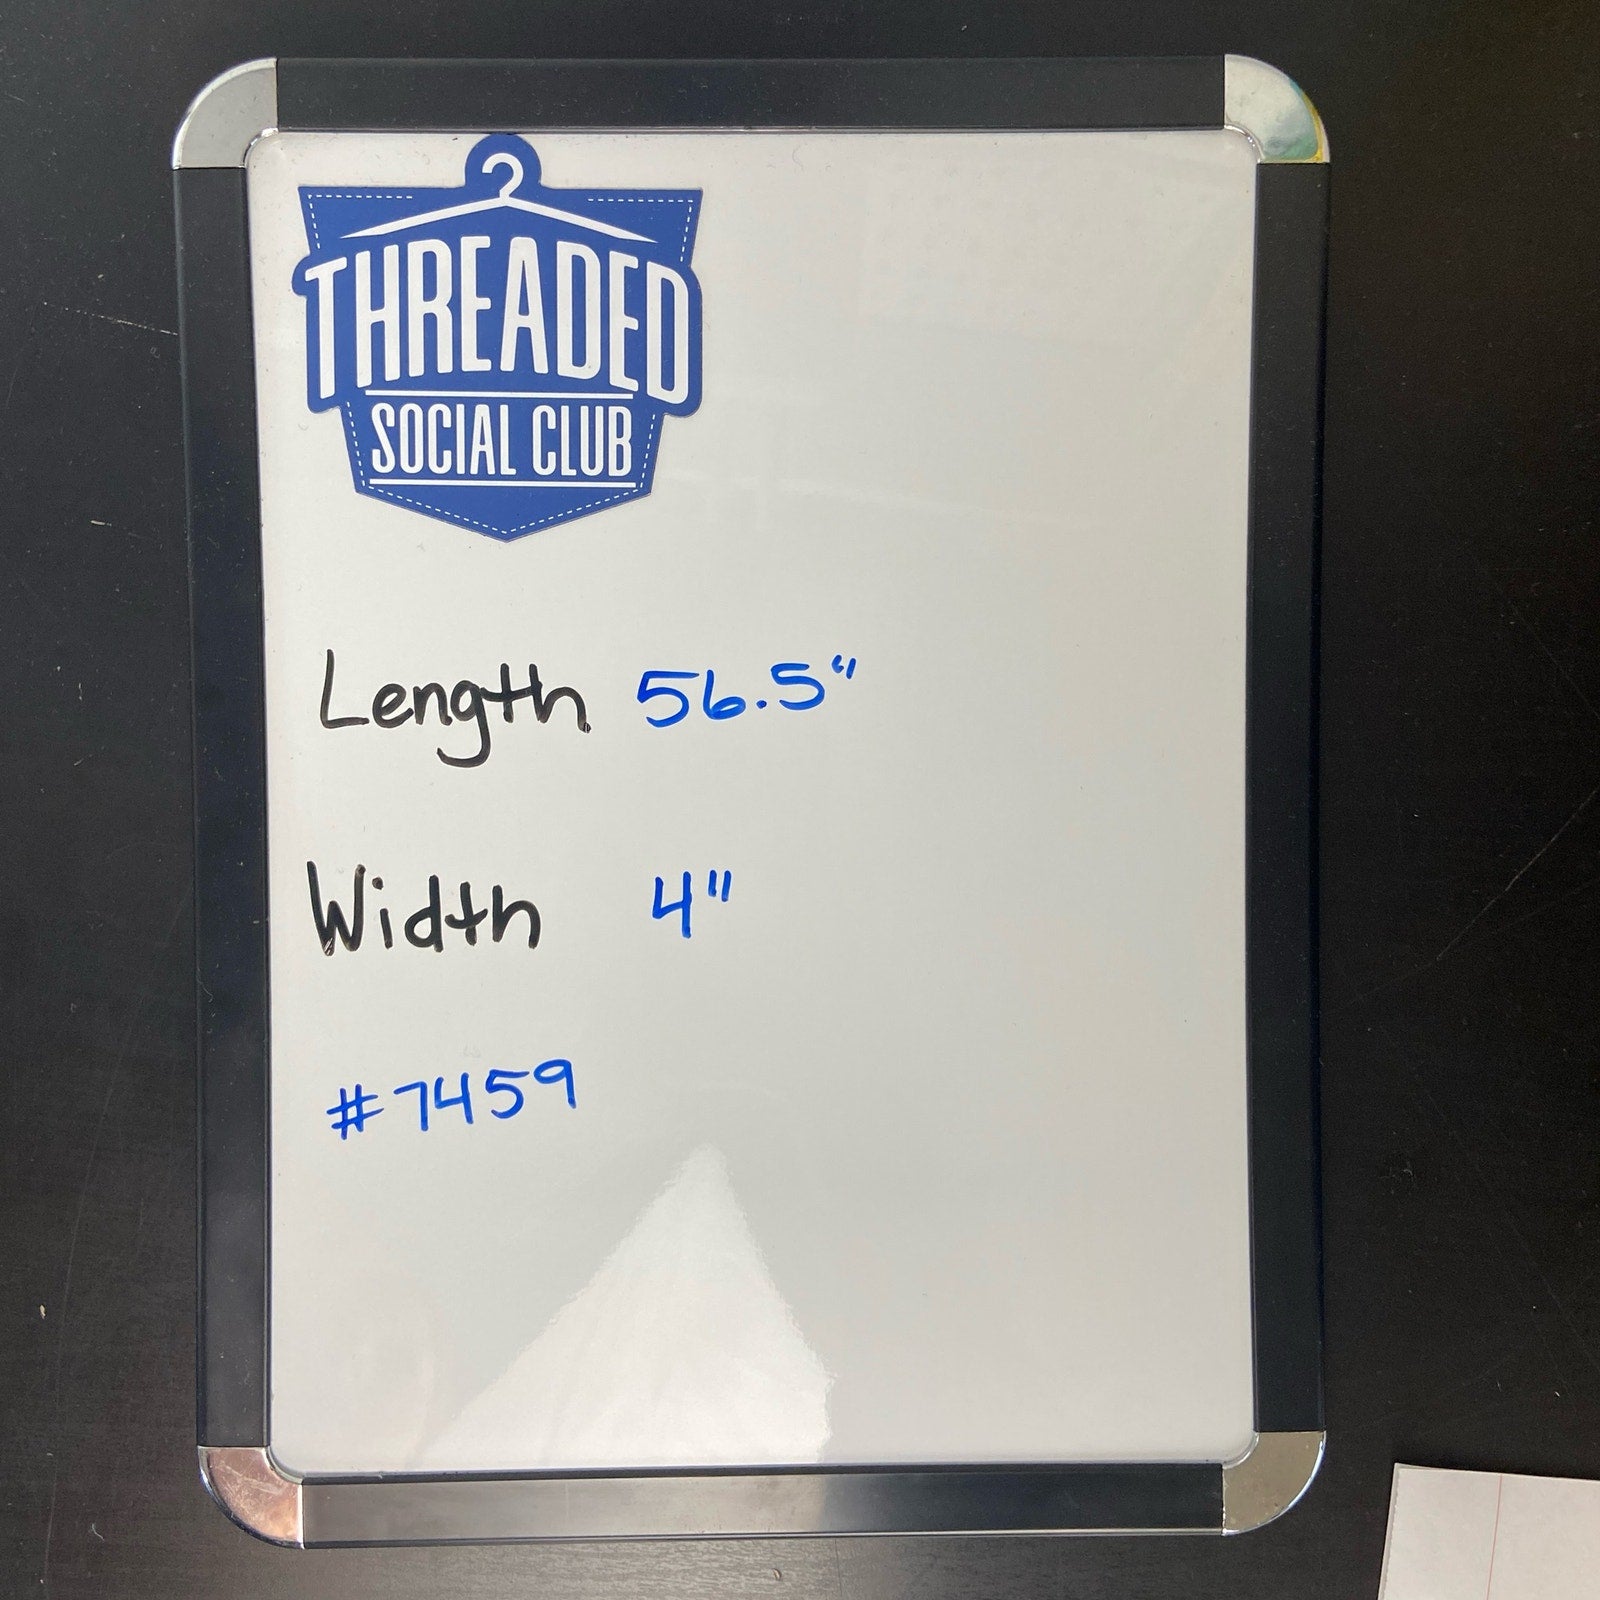 THREADED
SOCIAL CLUB
Length 56.5"
Width 4"
#7459